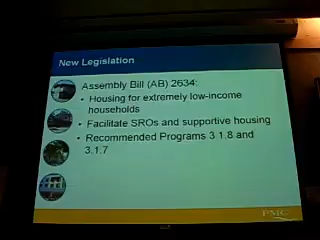 New Legislation
Assembly Bill (AB) 2634:
• Housing for extremely low-income
households
• Facilitate SROs and supportive housing
• Recommended Programs 3.1.8 and
3.1.7
PMC